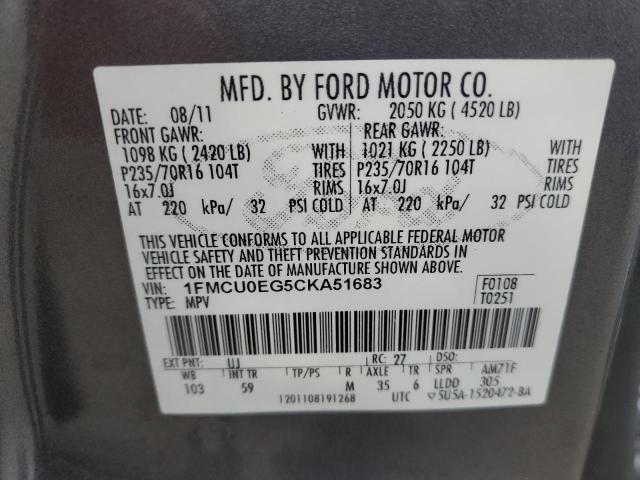 MFD. BY FORD MOTOR CO.
DATE: 08/11 GVWR: 2050 KG ( 4520 LB)
FRONT GAWR: REAR GAWR:
1098 KG ( 2420 LB) WITH 1021 KG ( 2250 LB) WITH
P235/70R16 104T TIRES P235/70R16 104T TIRES
16x7.0J RIMS 16x7.0J RIMS
AT 220 kPa/ 32 PSI COLD AT 220 kPa/ 32 PSI COLD
THIS VEHICLE CONFORMS TO ALL APPLICABLE FEDERAL MOTOR
VEHICLE SAFETY AND THEFT PREVENTION STANDARDS IN
EFFECT ON THE DATE OF MANUFACTURE SHOWN ABOVE.
VIN: 1FMCU0EG5CKA51683 F0108
TYPE: MPV T0251
EXT PNT: UJ RC: 27 DSO:
WB INT TR TP/PS R AXLE TR SPR AM71F
103 59 M 35 6 LLDD 305
1201108191268 UTC ▽5U5A-1520472-BA